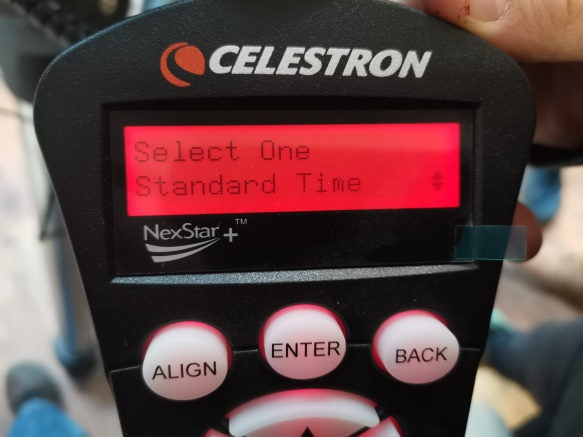 CELESTRON
Select One
Standard Time
NexStar+™
ALIGN
ENTER
BACK